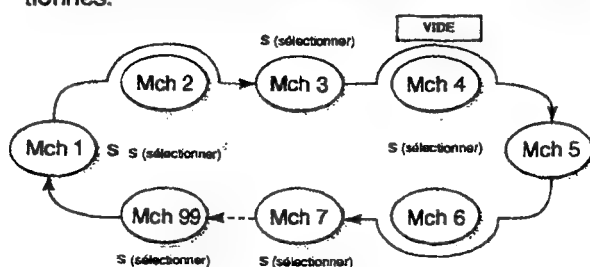 tionnés.
VIDE
S (sélectionner)
Mch 2
Mch 3
Mch 4
Mch 1
S S (sélectionner)
S (sélectionner)
Mch 5
Mch 99
Mch 7
Mch 6
S (sélectionner)
S (sélectionner)